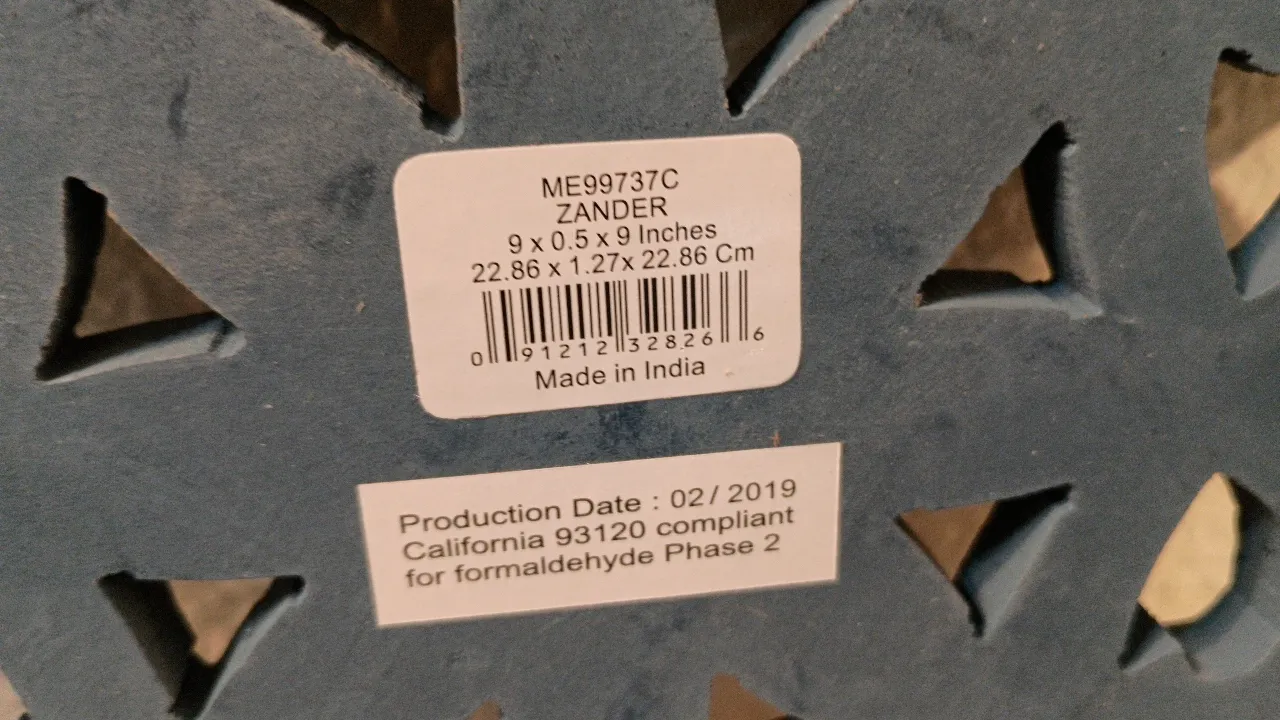 ME99737C
ZANDER
9 x 0.5 x 9 Inches
22.86 x 1.27x 22.86 Cm
0 91212 32826 6
Made in India
Production Date : 02/ 2019
California 93120 compliant
for formaldehyde Phase 2